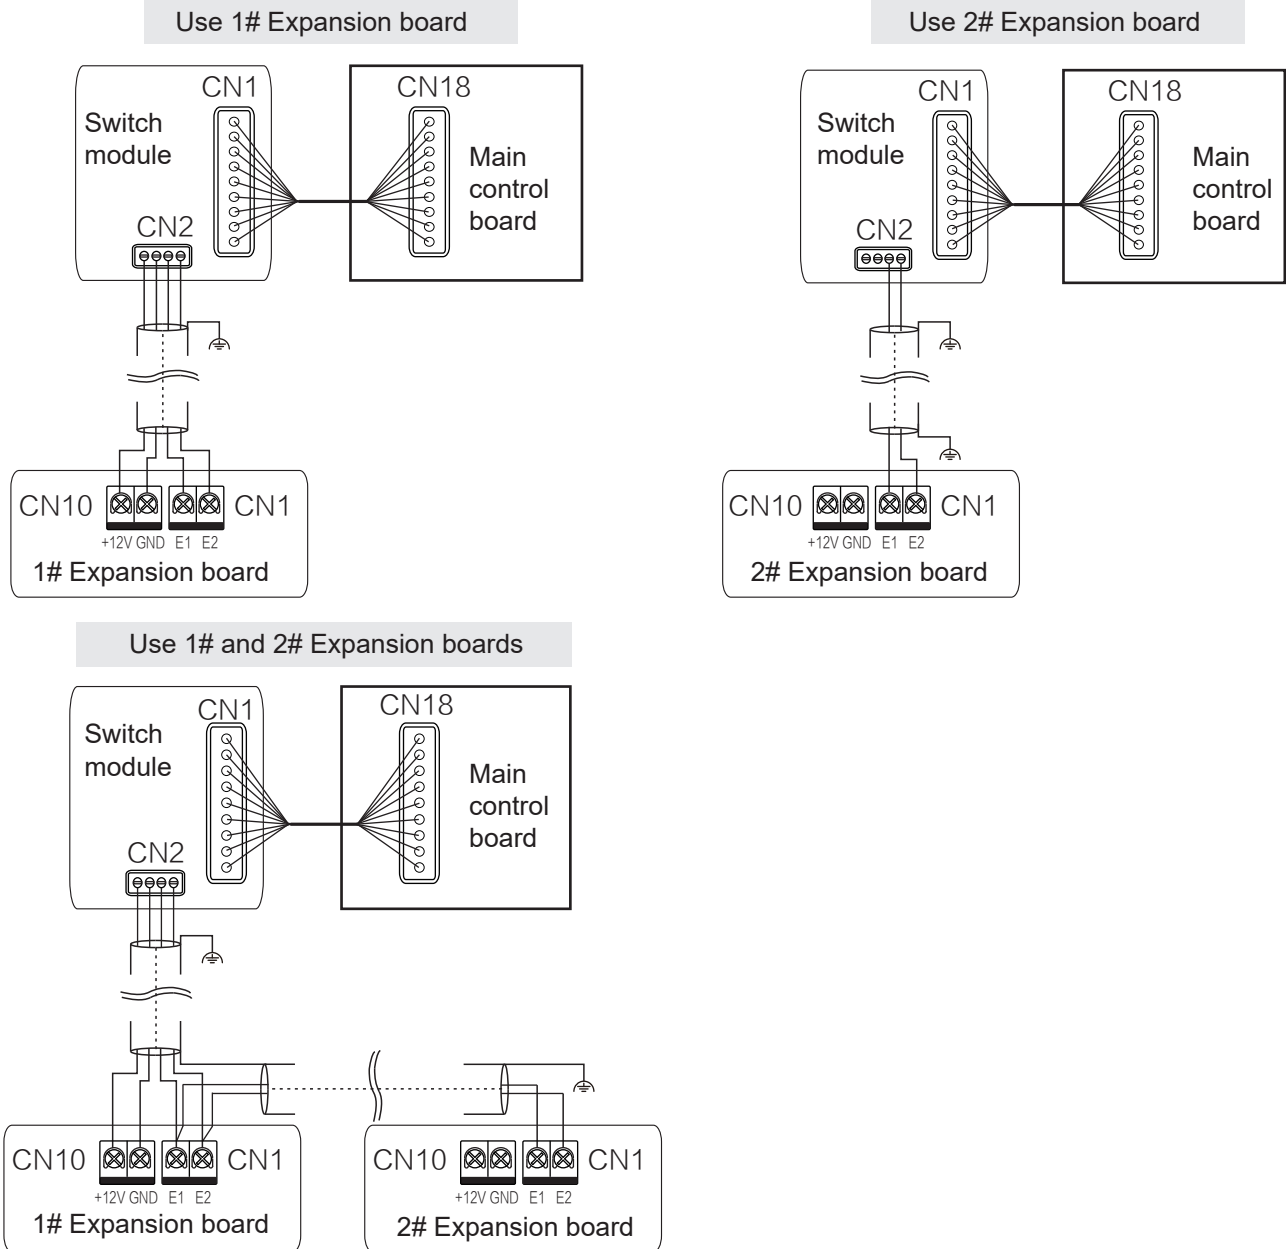 Use 1# Expansion board
CN1
CN18
Switch
module
Main
control
board
CN2
CN10
CN1
+12V GND E1 E2
1# Expansion board
Use 2# Expansion board
CN1
CN18
Switch
module
Main
control
board
CN2
CN10
CN1
+12V GND E1 E2
2# Expansion board
Use 1# and 2# Expansion boards
CN1
CN18
Switch
module
Main
control
board
CN2
CN10
CN1
+12V GND E1 E2
1# Expansion board
CN10
CN1
+12V GND E1 E2
2# Expansion board